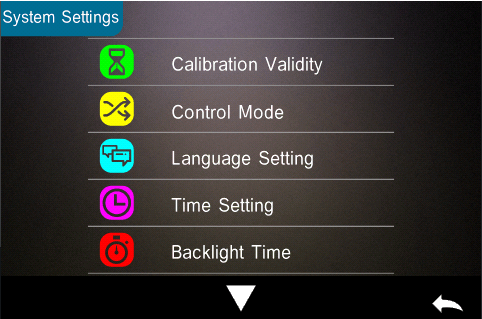 System Settings
Calibration Validity
Control Mode
Language Setting
Time Setting
Backlight Time